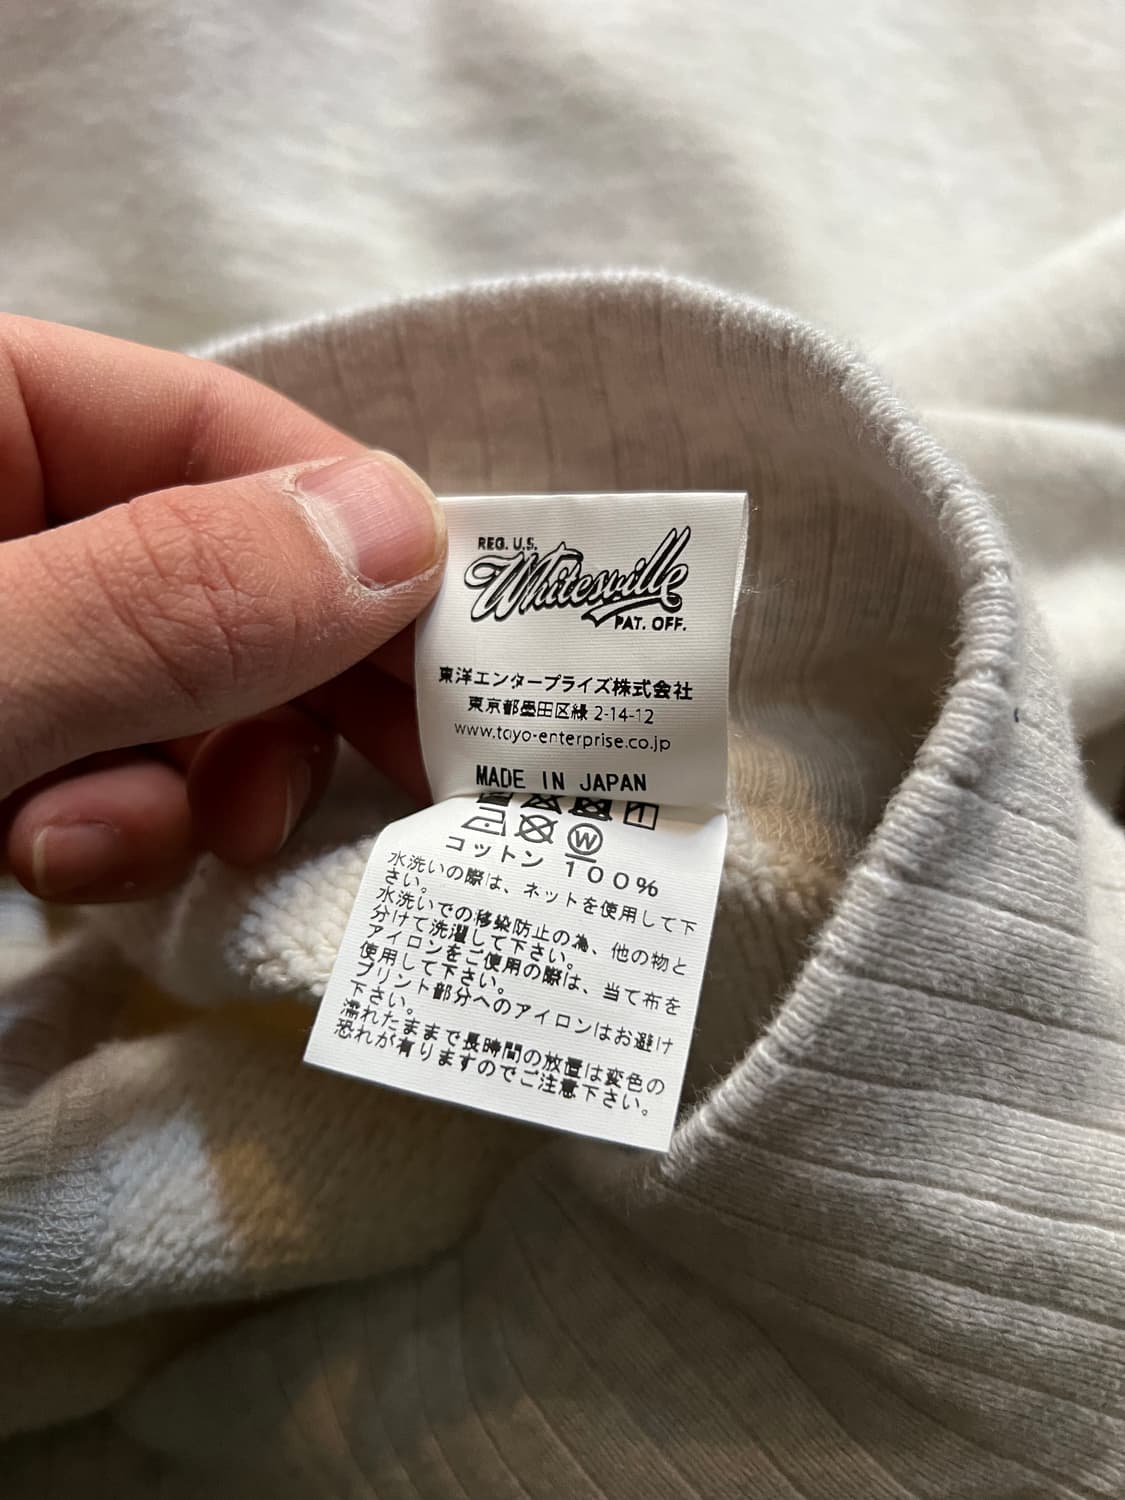 REG. U.S.
Whitesville
PAT. OFF.
東洋エンタープライズ株式会社
東京都墨田区緑 2-14-12
www.toyo-enterprise.co.jp
MADE IN JAPAN
W
コットン 100%
水洗いの際は、ネットを使用して下
さい。
水洗いでの移染防止の為、他の物と
分けて洗濯して下さい。
アイロンをご使用の際は、当て布を
使用して下さい。
プリント部分へのアイロンはお避け
下さい。
濡れたままで長時間の放置は変色の
恐れが有りますのでご注意下さい。